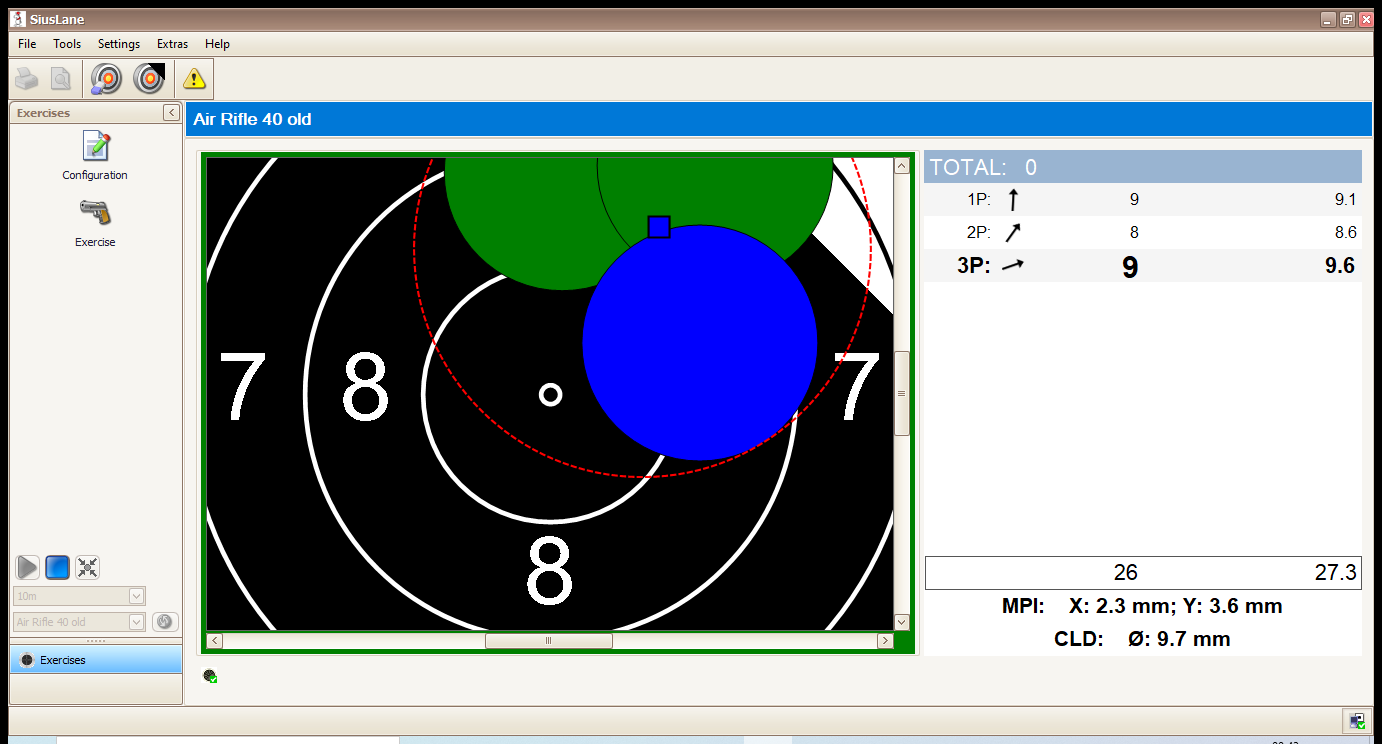 SiusLane
File Tools Settings Extras Help
Exercises
Configuration
Exercise
10m
Air Rifle 40 old
Exercises
Air Rifle 40 old
7 8 7
8
TOTAL: 0
1P: 9 9.1
2P: 8 8.6
3P: 9 9.6
26 27.3
MPI: X: 2.3 mm; Y: 3.6 mm
CLD: Ø: 9.7 mm